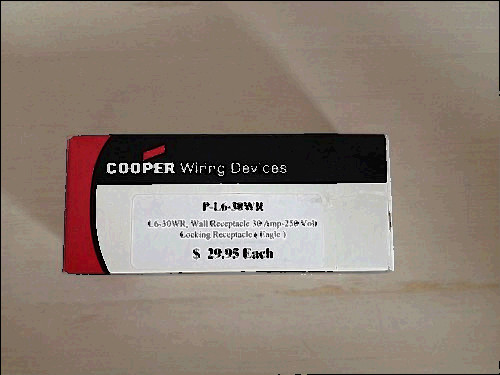 COOPER Wiring Devices
P-L6-30WR
L6-30WR, Wall Receptacle 30 Amp-250 Volt
Locking Receptacle ( Eagle )
$ 29.95 Each